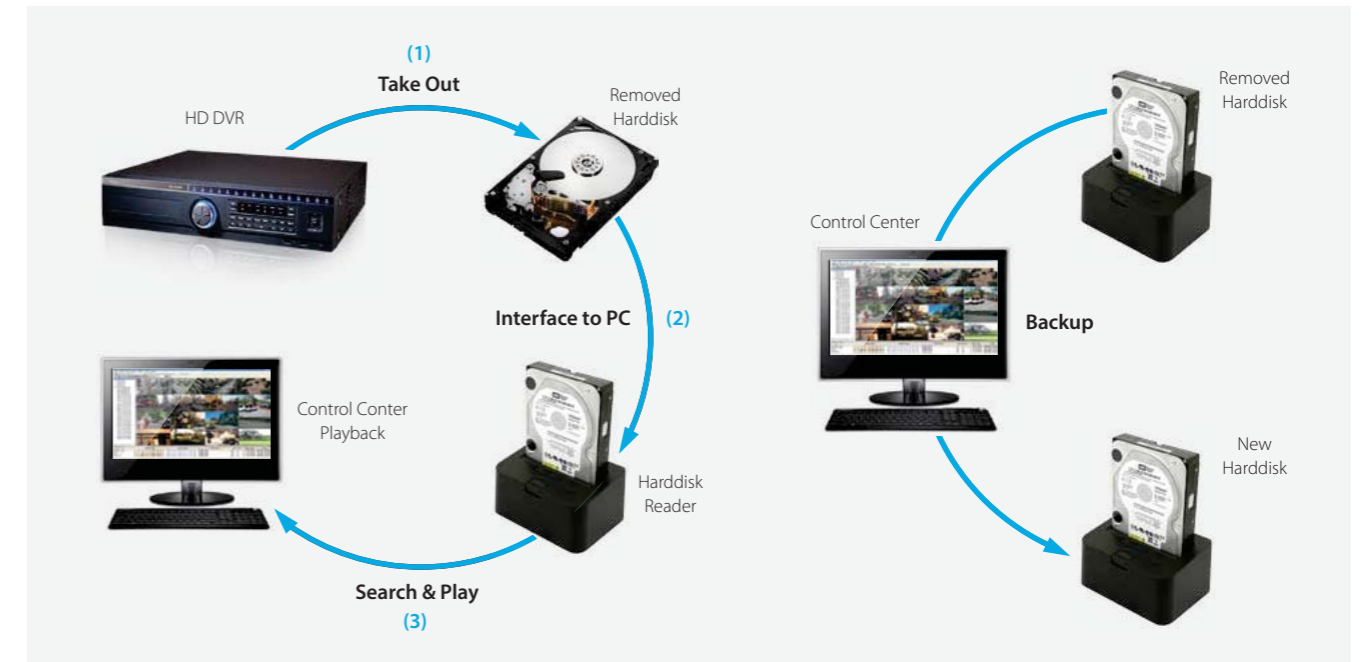 (1)
Take Out
HD DVR
Removed
Harddisk
Interface to PC
(2)
Control Conter
Playback
Harddisk
Reader
Search & Play
(3)
Removed
Harddisk
Control Center
Backup
New
Harddisk